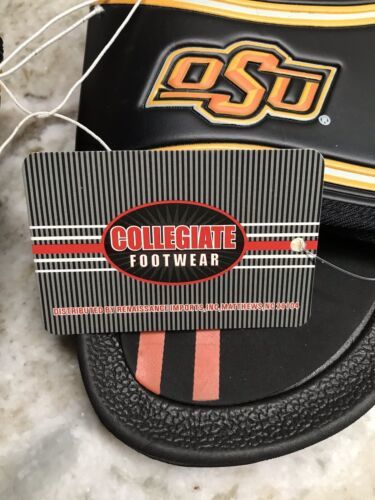 OSU
®
COLLEGIATE
FOOTWEAR
DISTRIBUTED BY RENAISSANCE IMPORTS, INC, MATTHEWS, NC 28104